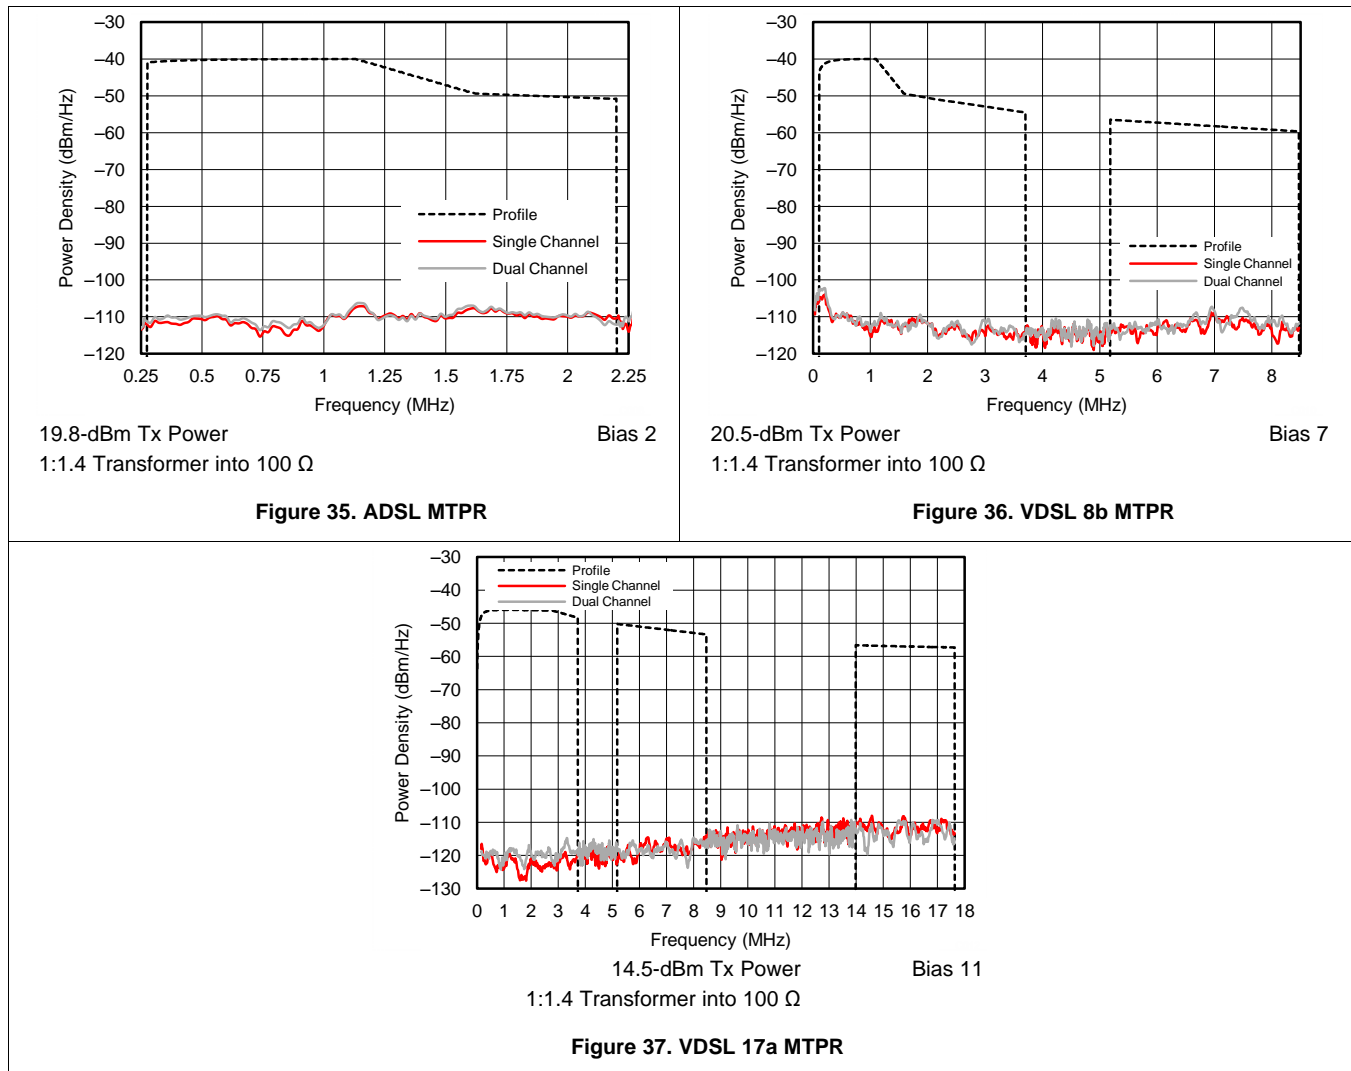 –30
–40
–50
–60
–70
–80
–90
–100
–110
–120
Power Density (dBm/Hz)
Profile
Single Channel
Dual Channel
0.25 0.5 0.75 1 1.25 1.5 1.75 2 2.25
Frequency (MHz)
19.8-dBm Tx Power Bias 2
1:1.4 Transformer into 100 Ω
Figure 35. ADSL MTPR
–30
–40
–50
–60
–70
–80
–90
–100
–110
–120
Power Density (dBm/Hz)
Profile
Single Channel
Dual Channel
0 1 2 3 4 5 6 7 8
Frequency (MHz)
20.5-dBm Tx Power Bias 7
1:1.4 Transformer into 100 Ω
Figure 36. VDSL 8b MTPR
–30
–40
–50
–60
–70
–80
–90
–100
–110
–120
–130
Power Density (dBm/Hz)
Profile
Single Channel
Dual Channel
0 1 2 3 4 5 6 7 8 9 10 11 12 13 14 15 16 17 18
Frequency (MHz)
14.5-dBm Tx Power Bias 11
1:1.4 Transformer into 100 Ω
Figure 37. VDSL 17a MTPR